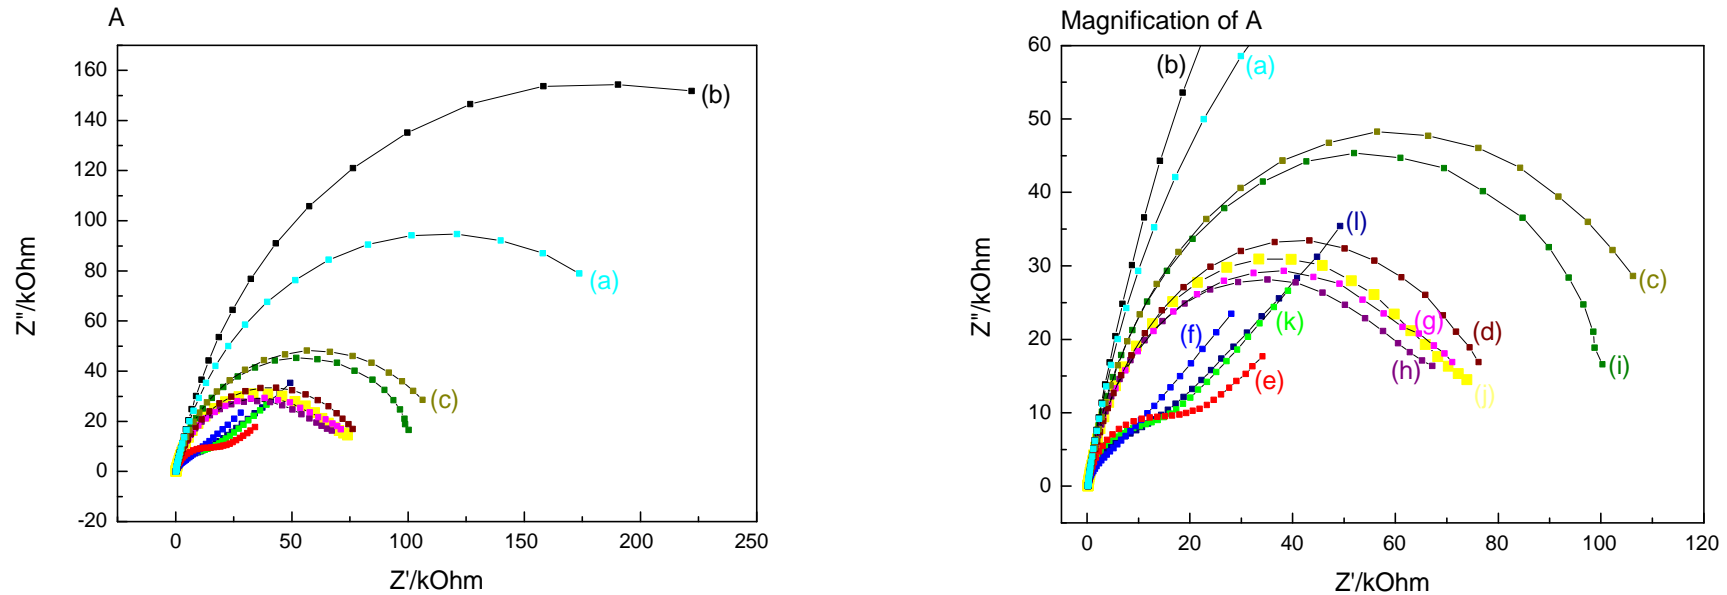 A
160
140
120
100
80
60
40
20
0
-20
0
50
100
150
200
250
Z''/kOhm
Z'/kOhm
(b)
(a)
(c)
Magnification of A
60
50
40
30
20
10
0
0
20
40
60
80
100
120
Z''/kOhm
Z'/kOhm
(b)
(a)
(l)
(c)
(f)
(k)
(g)
(d)
(e)
(h)
(i)
(j)